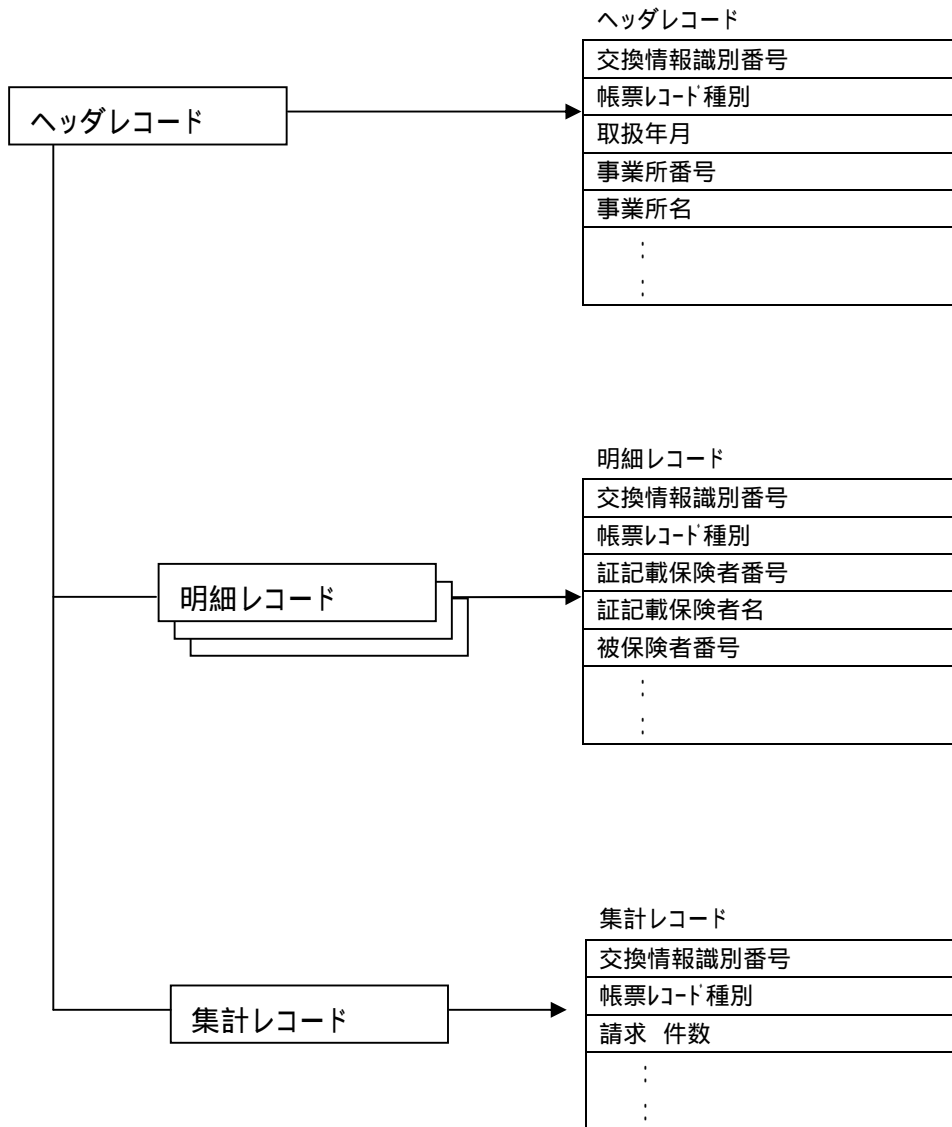 ヘッダレコード
交換情報識別番号
ヘッダレコード
帳票ﾚｺｰﾄﾞ種別
取扱年月
事業所番号
事業所名
:
:
明細レコード
交換情報識別番号
帳票ﾚｺｰﾄﾞ種別
明細レコード
証記載保険者番号
証記載保険者名
被保険者番号
:
:
集計レコード
交換情報識別番号
帳票ﾚｺｰﾄﾞ種別
集計レコード
請求 件数
:
: